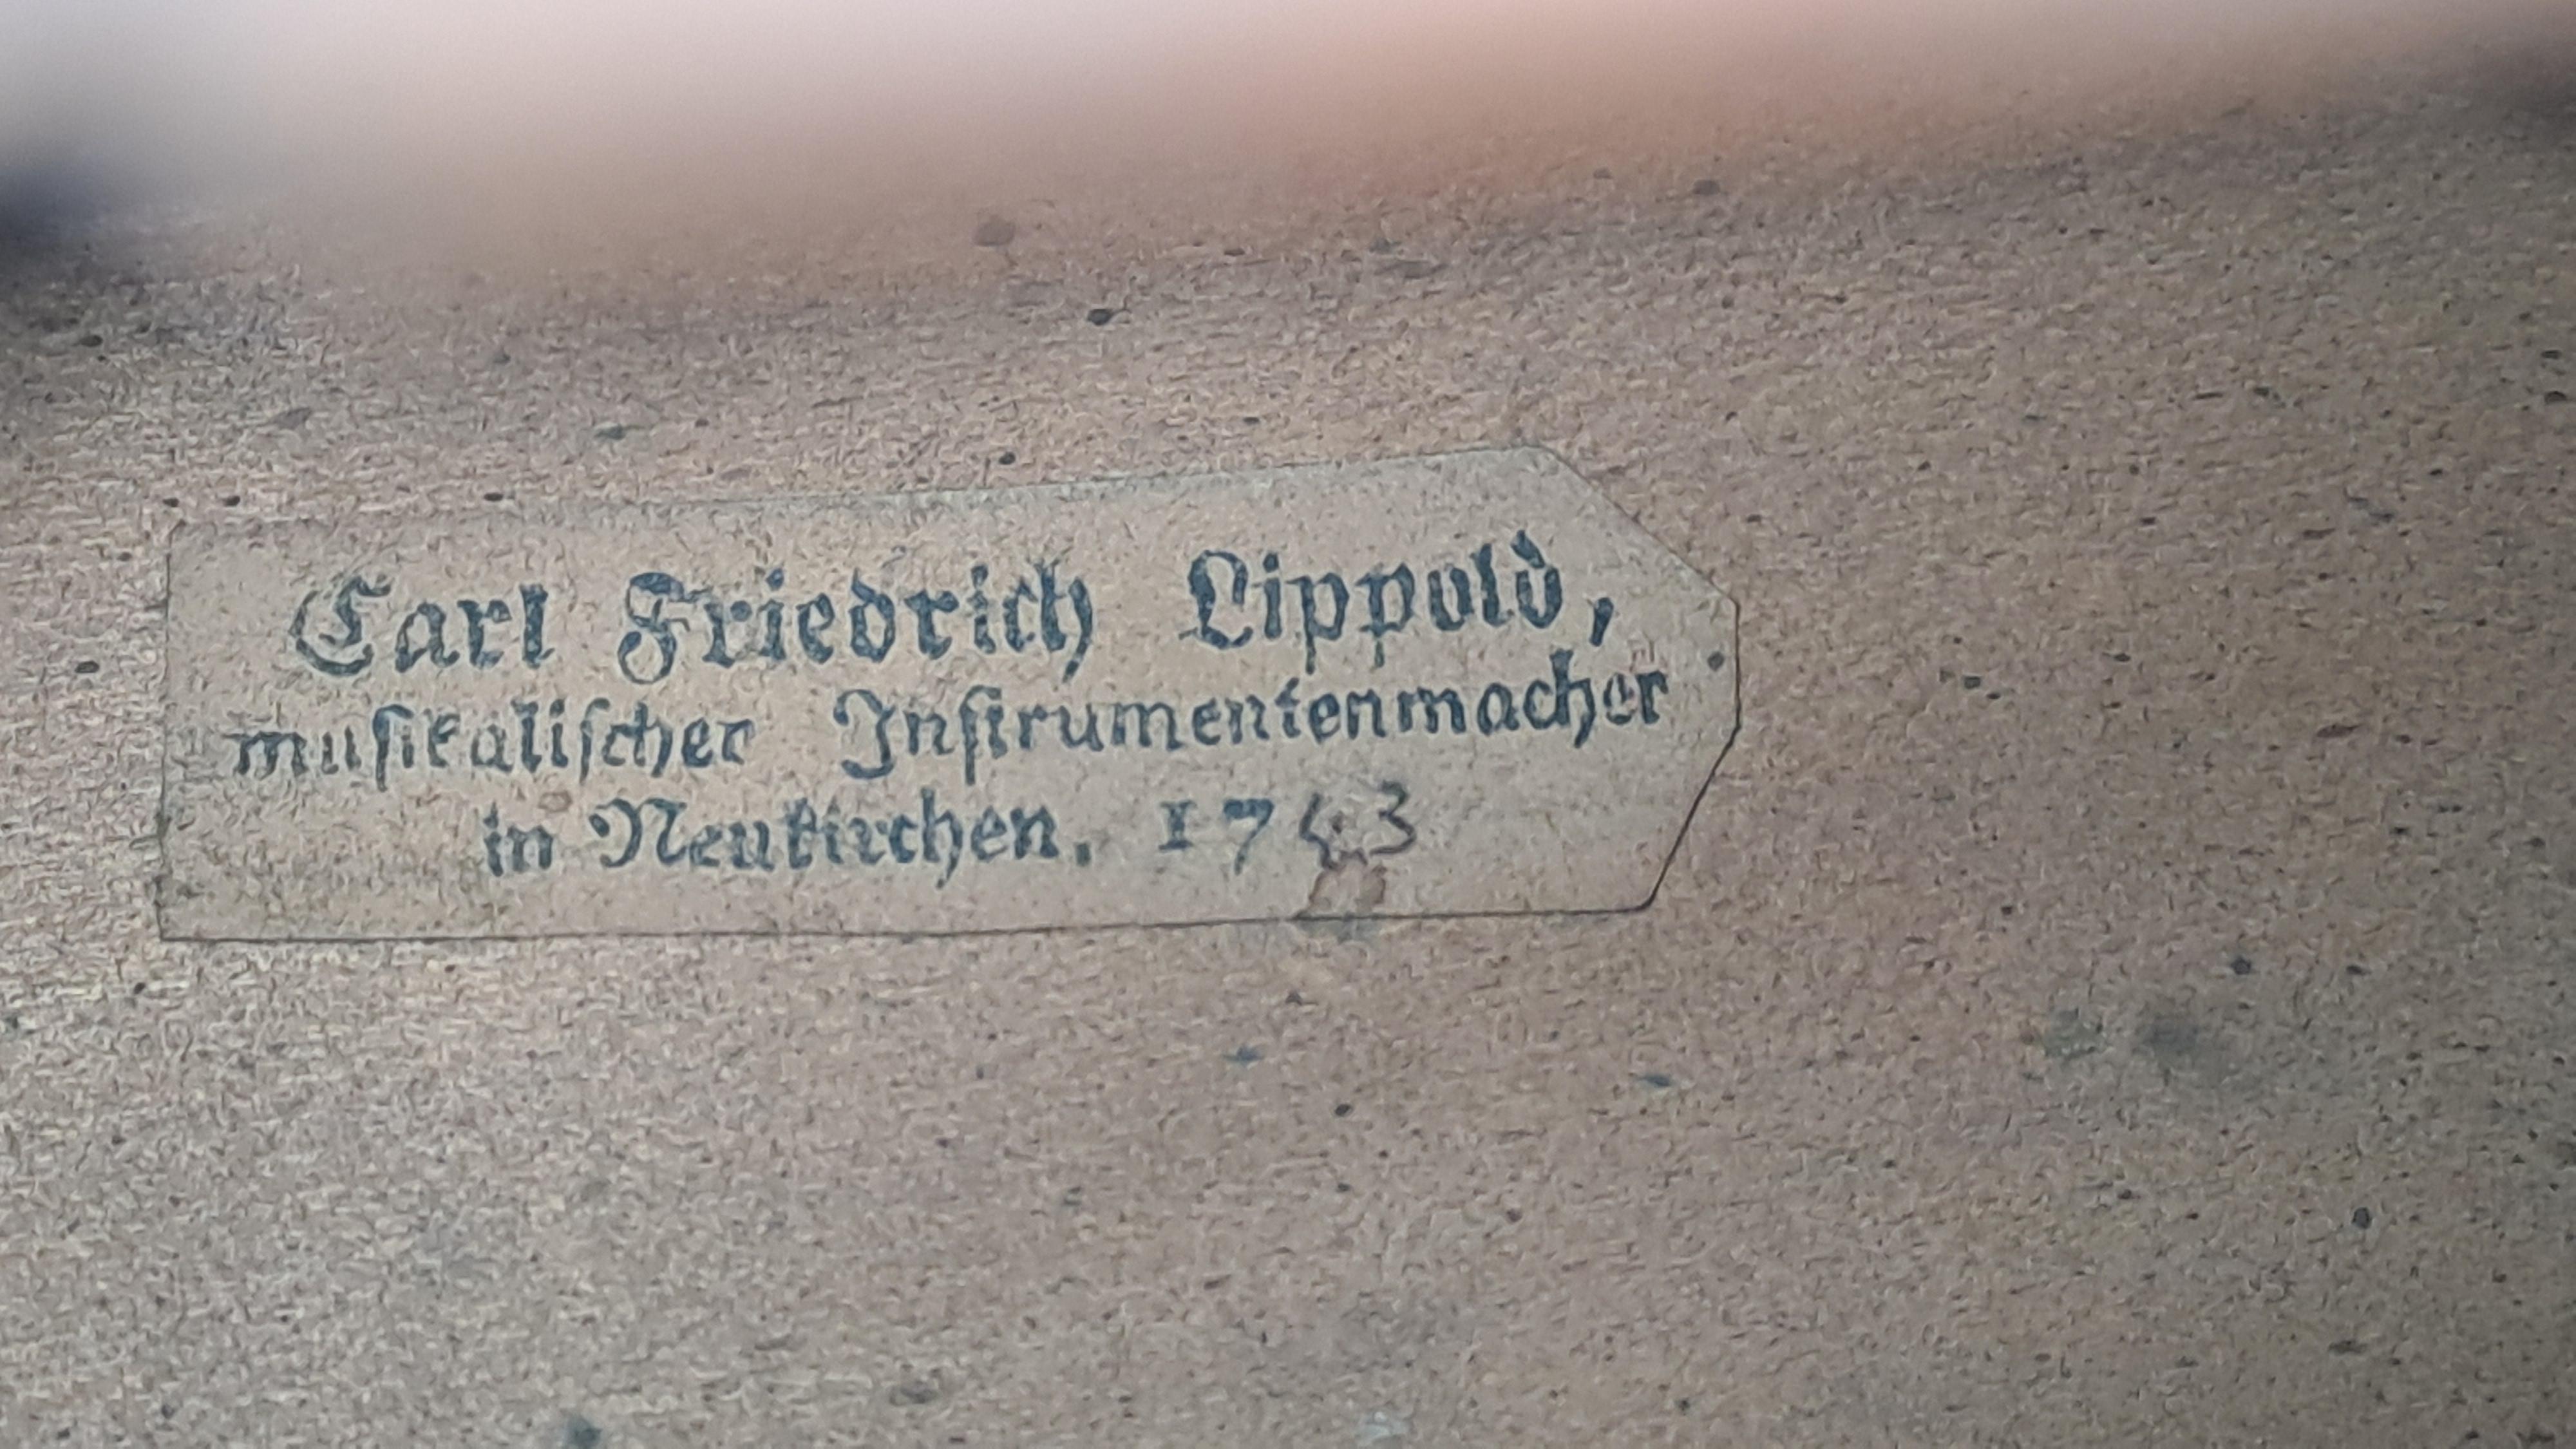 Carl Friedrich Lippold,
musikalischer Instrumentenmacher
in Neukirchen. 1743